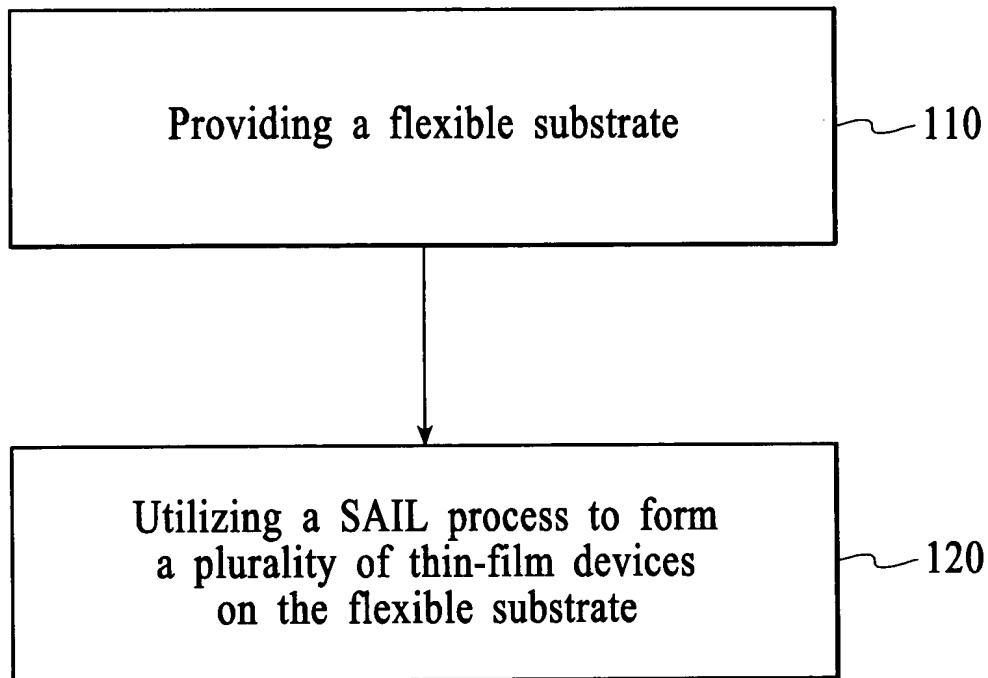 Providing a flexible substrate
110
Utilizing a SAIL process to form
a plurality of thin-film devices
on the flexible substrate
120